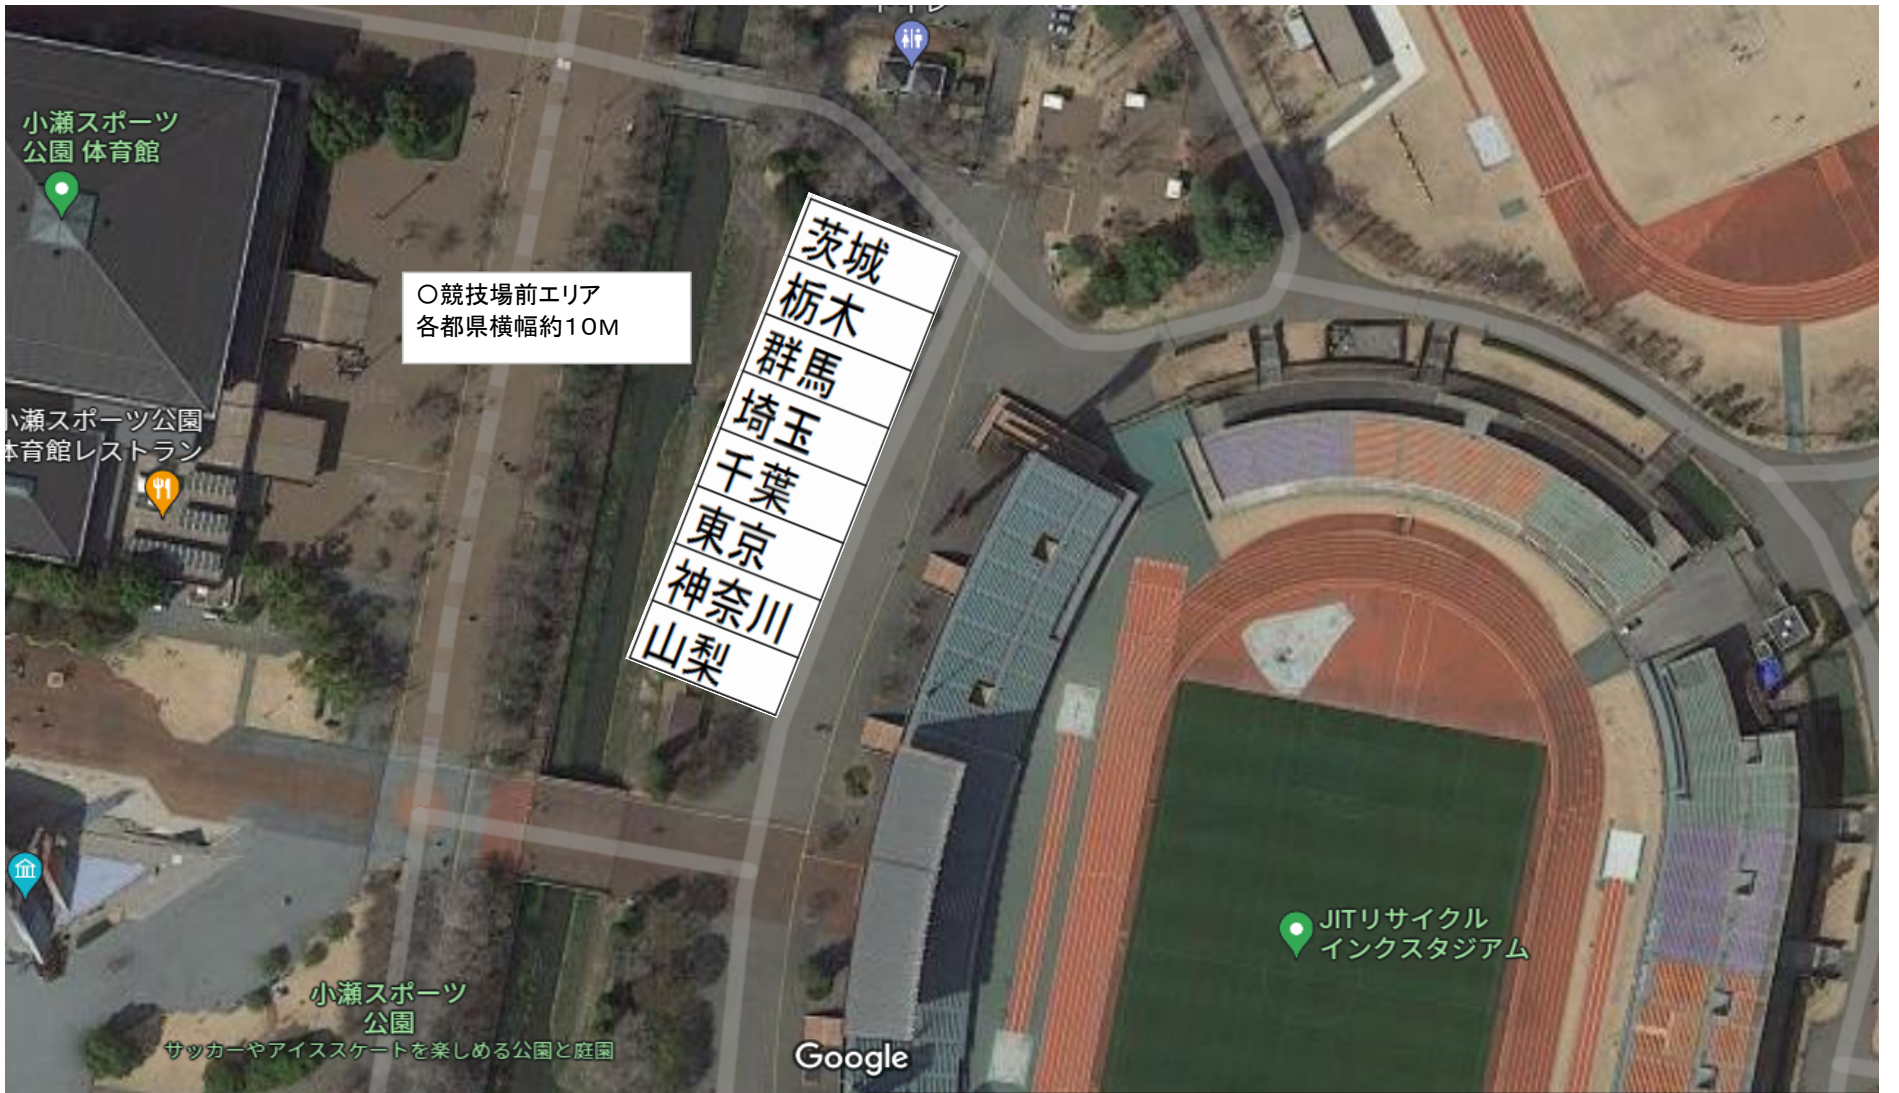 トイレ
小瀬スポーツ
公園 体育館
〇競技場前エリア
各都県横幅約10M
茨城
栃木
群馬
埼玉
千葉
東京
神奈川
山梨
小瀬スポーツ公園
体育館レストラン
JITリサイクル
インクスタジアム
小瀬スポーツ
公園
サッカーやアイススケートを楽しめる公園と庭園
Google